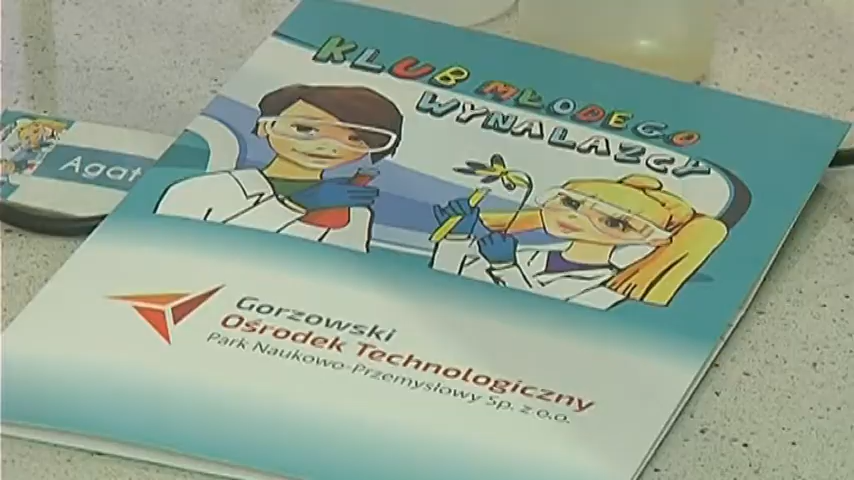 KLUB MŁODEGO
WYNALAZCY
Agat
Gorzowski
Ośrodek Technologiczny
Park Naukowo-Przemysłowy Sp. z o.o.